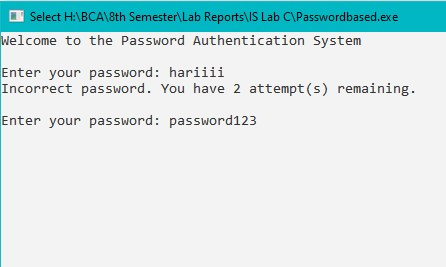 Select H:\BCA\8th Semester\Lab Reports\IS Lab C\Passwordbased.exe
Welcome to the Password Authentication System
Enter your password: hariiii
Incorrect password. You have 2 attempt(s) remaining.
Enter your password: password123